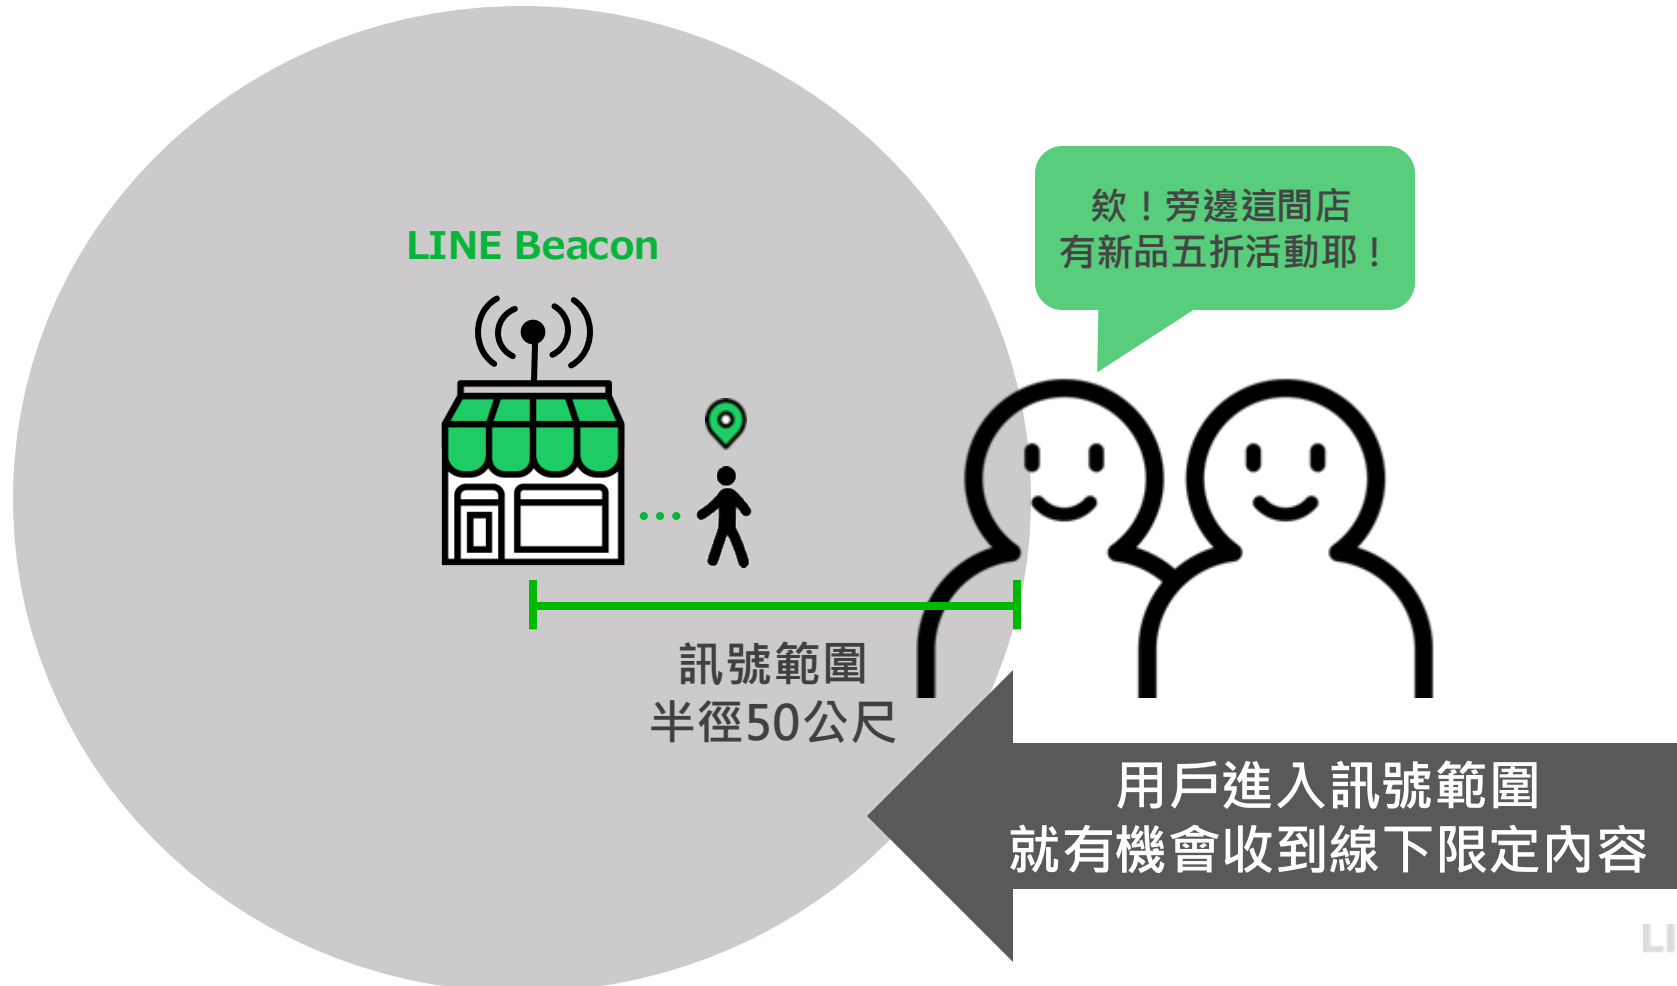 LINE Beacon
欸！旁邊這間店
有新品五折活動耶！
訊號範圍
半徑50公尺
用戶進入訊號範圍
就有機會收到線下限定內容
LI